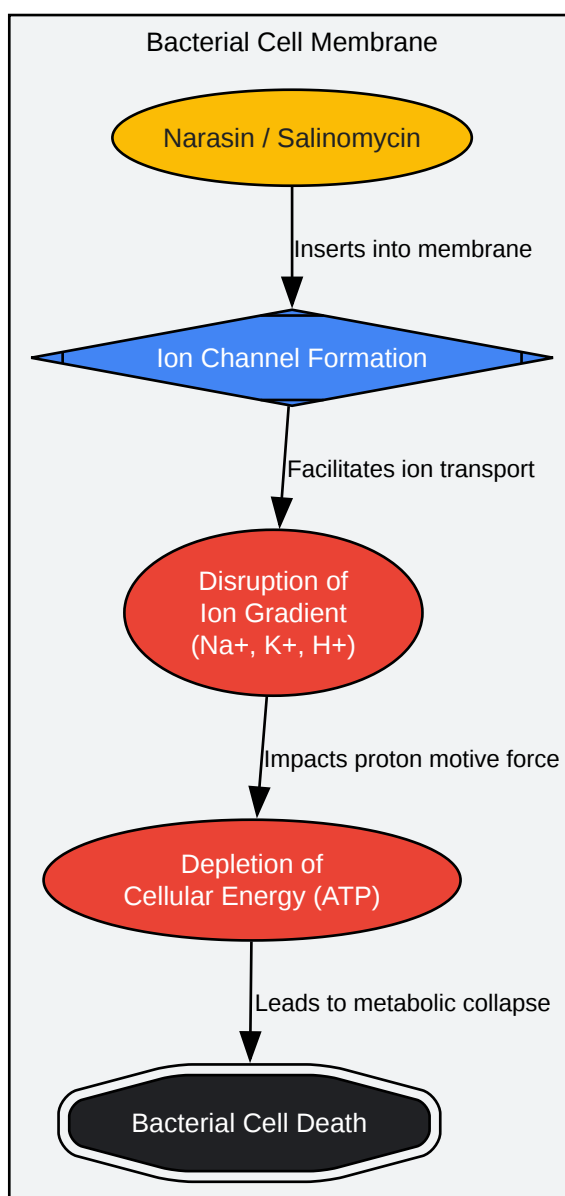 Bacterial Cell Membrane
Narasin / Salinomycin
Inserts into membrane
Ion Channel Formation
Facilitates ion transport
Disruption of
Ion Gradient
(Na+, K+, H+)
Impacts proton motive force
Depletion of
Cellular Energy (ATP)
Leads to metabolic collapse
Bacterial Cell Death